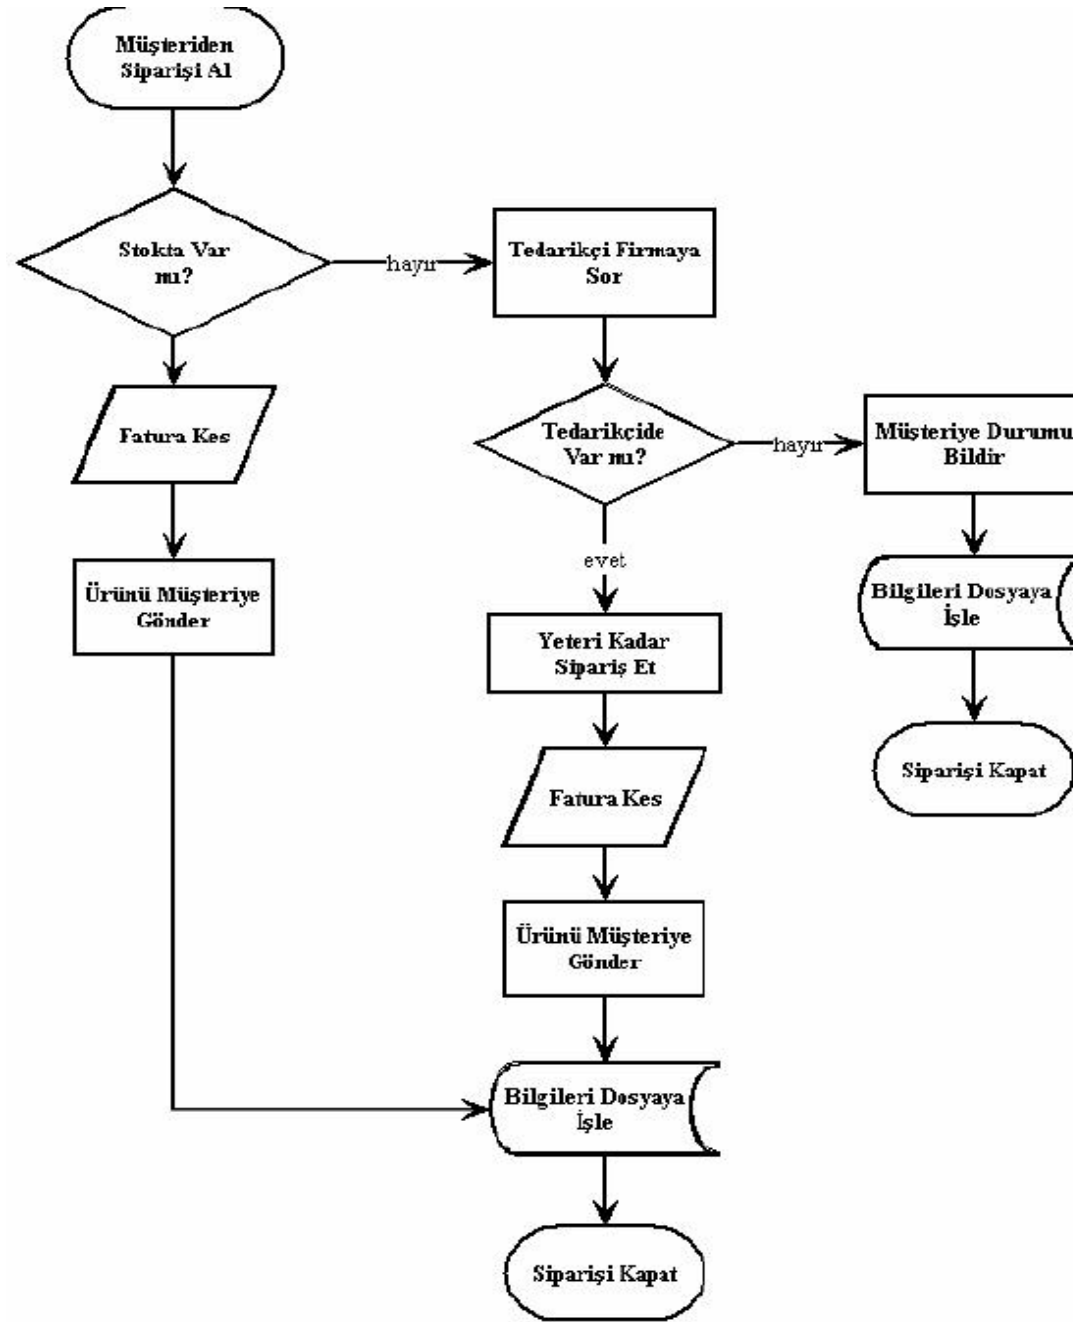 Müşteriden
Siparişi Al
Stokta Var
mı?
hayır
Tedarikçi Firmaya
Sor
Fatura Kes
Tedarikçide
Var mı?
hayır
Müşteriye Durumu
Bildir
evet
Ürünü Müşteriye
Gönder
Bilgileri Dosyaya
İşle
Yeteri Kadar
Sipariş Et
Siparişi Kapat
Fatura Kes
Ürünü Müşteriye
Gönder
Bilgileri Dosyaya
İşle
Siparişi Kapat